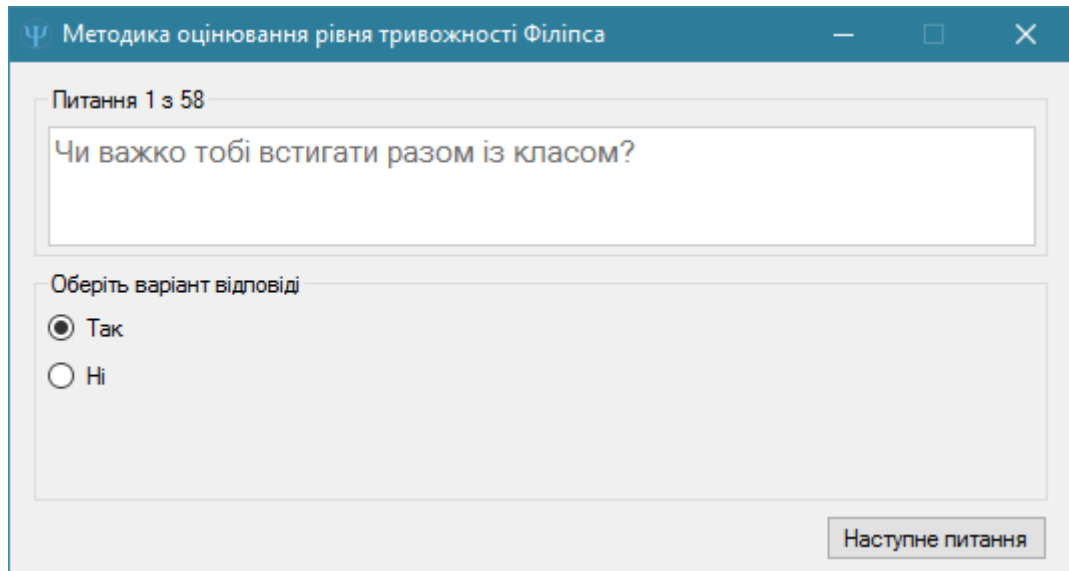 Ψ Методика оцінювання рівня тривожності Філіпса
Питання 1 з 58
Чи важко тобі встигати разом із класом?
Оберіть варіант відповіді
Так
Ні
Наступне питання